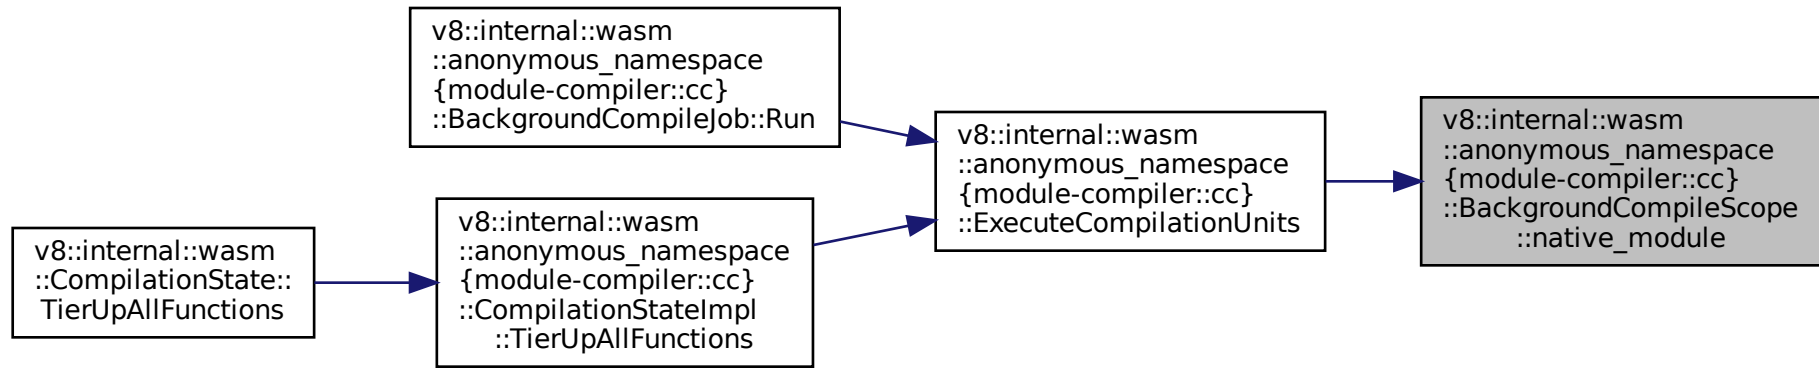 v8::internal::wasm
::anonymous_namespace
{module-compiler::cc}
::BackgroundCompileJob::Run
v8::internal::wasm
::CompilationState::
TierUpAllFunctions
v8::internal::wasm
::anonymous_namespace
{module-compiler::cc}
::CompilationStateImpl
::TierUpAllFunctions
v8::internal::wasm
::anonymous_namespace
{module-compiler::cc}
::ExecuteCompilationUnits
v8::internal::wasm
::anonymous_namespace
{module-compiler::cc}
::BackgroundCompileScope
::native_module